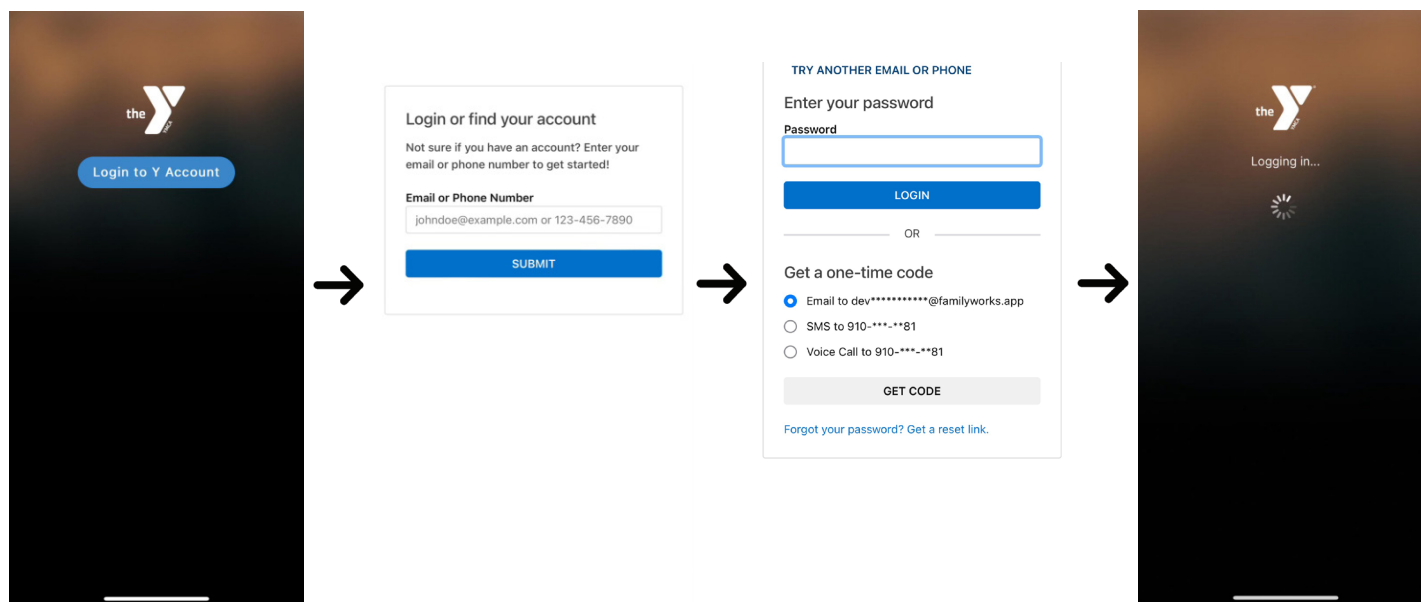 the
YMCA
Login to Y Account
Login or find your account
Not sure if you have an account? Enter your
email or phone number to get started!
Email or Phone Number
johndoe@example.com or 123-456-7890
SUBMIT
TRY ANOTHER EMAIL OR PHONE
Enter your password
Password
LOGIN
OR
Get a one-time code
Email to dev***********@familyworks.app
SMS to 910-***-**81
Voice Call to 910-***-**81
GET CODE
Forgot your password? Get a reset link.
the
YMCA
Logging in...